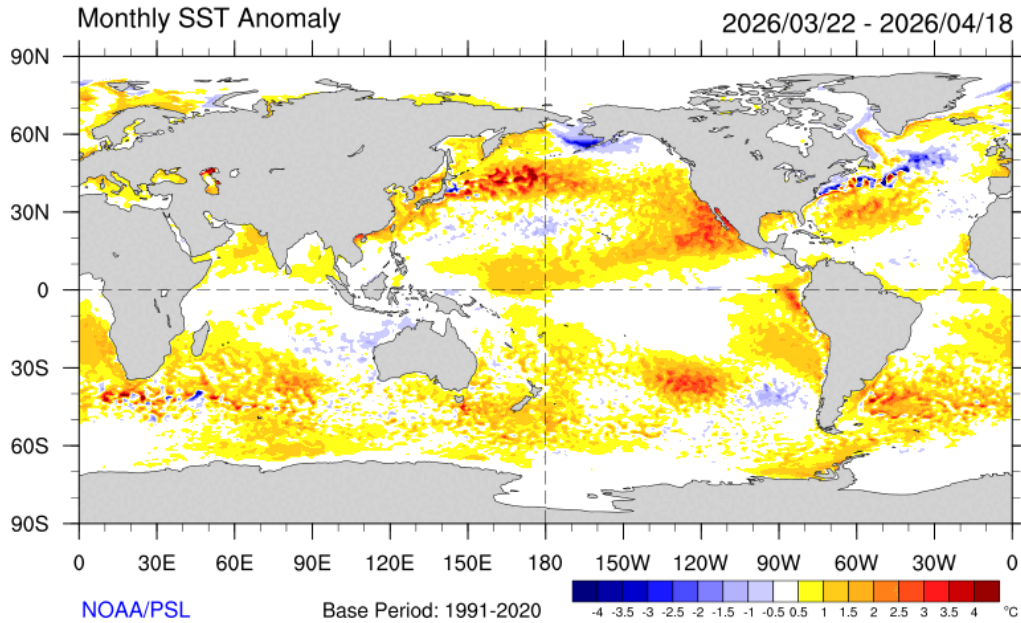 Monthly SST Anomaly 2026/03/22 - 2026/04/18
90N
60N
30N
0
30S
60S
90S
0 30E 60E 90E 120E 150E 180 150W 120W 90W 60W 30W 0
NOAA/PSL Base Period: 1991-2020
-4 -3.5 -3 -2.5 -2 -1.5 -1 -0.5 0.5 1 1.5 2 2.5 3 3.5 4 °C